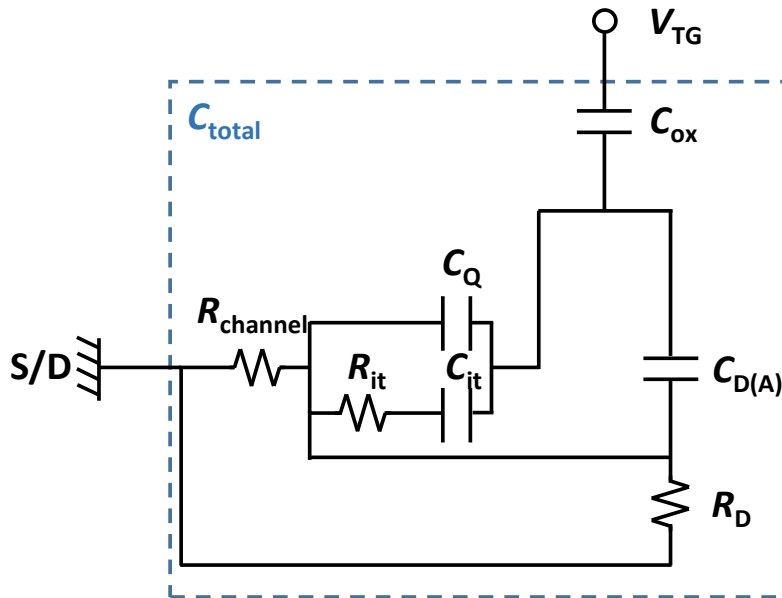 V_TG
C_total
C_ox
C_Q
R_channel
S/D
R_it
C_it
C_D(A)
R_D